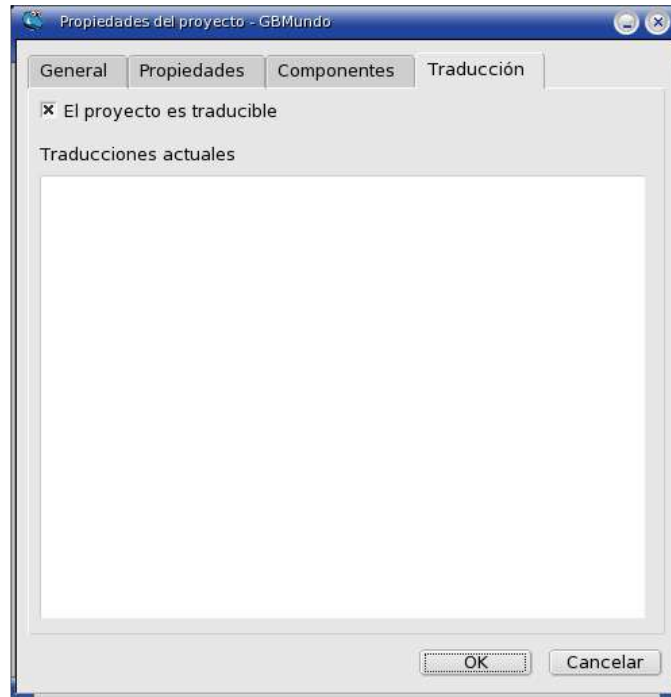 Propiedades del proyecto - GBMundo
General Propiedades Componentes Traducción
El proyecto es traducible
Traducciones actuales
OK Cancelar